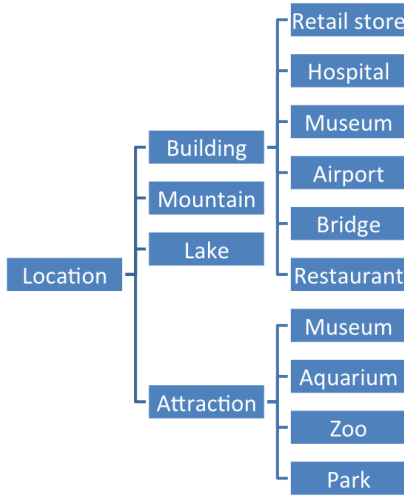 Retail store
Hospital
Museum
Building
Airport
Mountain
Bridge
Lake
Restaurant
Location
Museum
Aquarium
Attraction
Zoo
Park